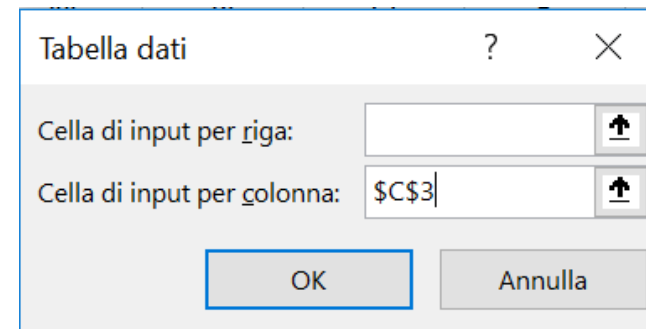 Tabella dati ?
Cella di input per riga:
Cella di input per colonna: $C$3
OK Annulla